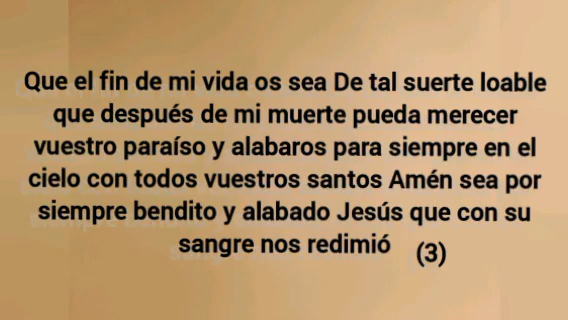 Que el fin de mi vida os sea De tal suerte loable
que después de mi muerte pueda merecer
vuestro paraíso y alabaros para siempre en el
cielo con todos vuestros santos Amén sea por
siempre bendito y alabado Jesús que con su
sangre nos redimió (3)